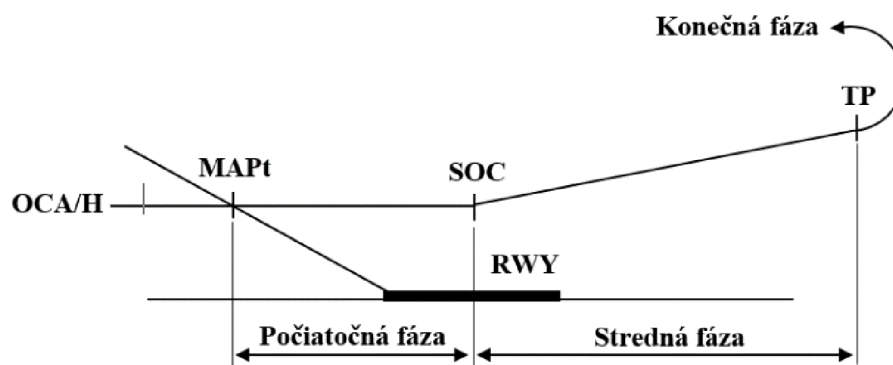 Konečná fáza
TP
MAPt
SOC
OCA/H
RWY
Počiatočná fáza
Stredná fáza